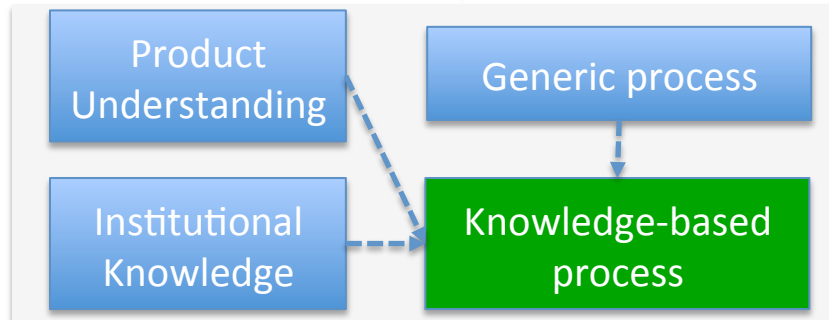 Product
Understanding
Generic process
Institutional
Knowledge
Knowledge-based
process